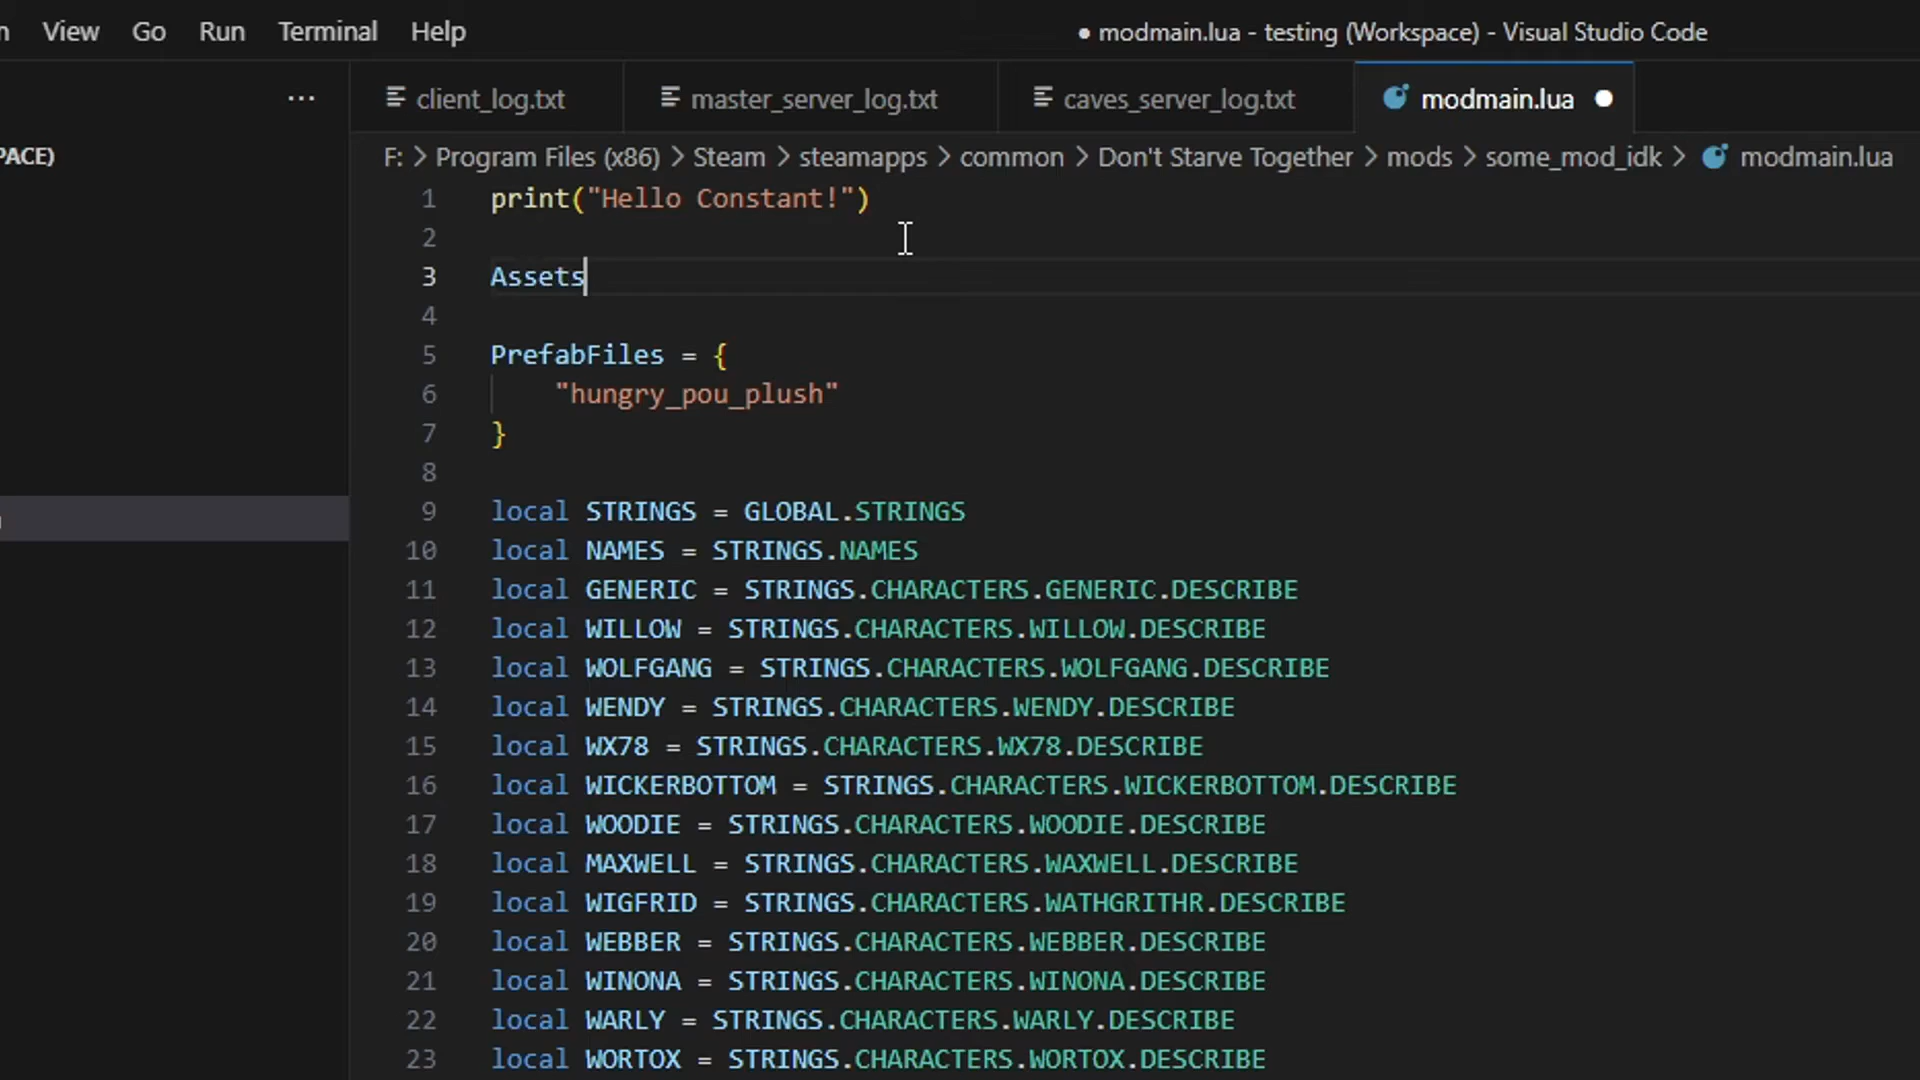 View Go Run Terminal Help
● modmain.lua - testing (Workspace) - Visual Studio Code
client_log.txt master_server_log.txt caves_server_log.txt modmain.lua ●
PACE)
F: > Program Files (x86) > Steam > steamapps > common > Don't Starve Together > mods > some_mod_idk > modmain.lua
1 print("Hello Constant!")
2
3 Assets
4
5 PrefabFiles = {
6 "hungry_pou_plush"
7 }
8
9 local STRINGS = GLOBAL.STRINGS
10 local NAMES = STRINGS.NAMES
11 local GENERIC = STRINGS.CHARACTERS.GENERIC.DESCRIBE
12 local WILLOW = STRINGS.CHARACTERS.WILLOW.DESCRIBE
13 local WOLFGANG = STRINGS.CHARACTERS.WOLFGANG.DESCRIBE
14 local WENDY = STRINGS.CHARACTERS.WENDY.DESCRIBE
15 local WX78 = STRINGS.CHARACTERS.WX78.DESCRIBE
16 local WICKERBOTTOM = STRINGS.CHARACTERS.WICKERBOTTOM.DESCRIBE
17 local WOODIE = STRINGS.CHARACTERS.WOODIE.DESCRIBE
18 local MAXWELL = STRINGS.CHARACTERS.WAXWELL.DESCRIBE
19 local WIGFRID = STRINGS.CHARACTERS.WATHGRITHR.DESCRIBE
20 local WEBBER = STRINGS.CHARACTERS.WEBBER.DESCRIBE
21 local WINONA = STRINGS.CHARACTERS.WINONA.DESCRIBE
22 local WARLY = STRINGS.CHARACTERS.WARLY.DESCRIBE
23 local WORTOX = STRINGS.CHARACTERS.WORTOX.DESCRIBE